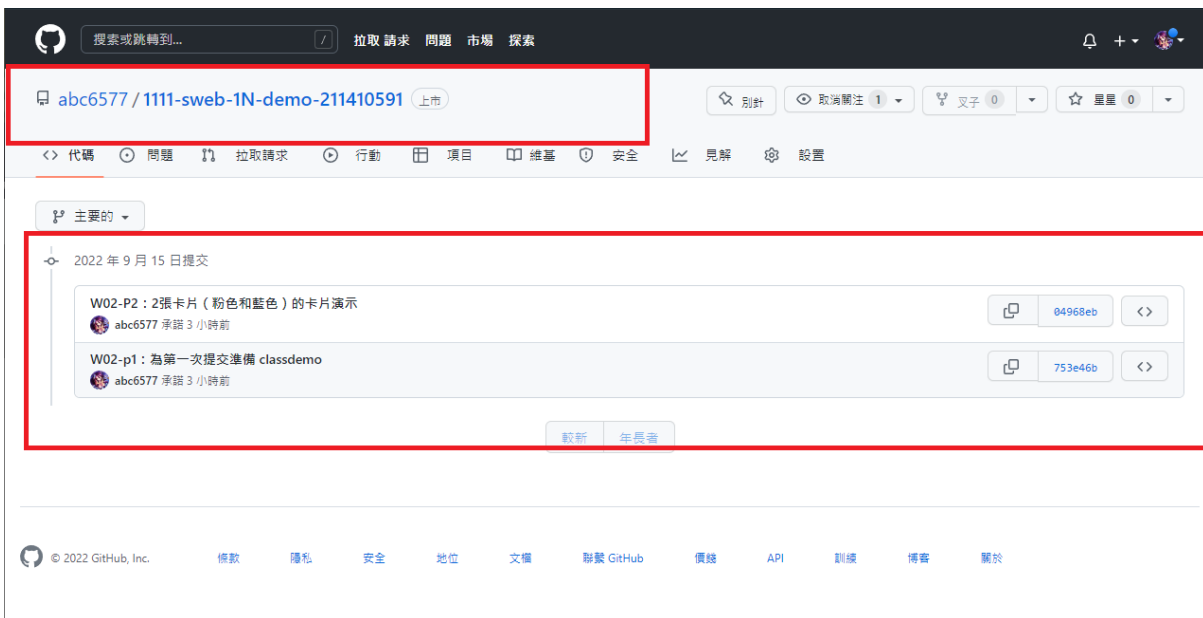 搜索或跳轉到... / 拉取 請求 問題 市場 探索
abc6577 / 1111-sweb-1N-demo-211410591 上市 別針 取消關注 1 叉子 0 星星 0
代碼 問題 拉取請求 行動 項目 維基 安全 見解 設置
主要的
2022 年 9 月 15 日提交
W02-P2：2張卡片（粉色和藍色）的卡片演示
abc6577 承諾 3 小時前
04968eb
W02-p1：為第一次提交準備 classdemo
abc6577 承諾 3 小時前
753e46b
較新 年長者
© 2022 GitHub, Inc. 條款 隱私 安全 地位 文檔 聯繫 GitHub 價錢 API 訓練 博客 關於